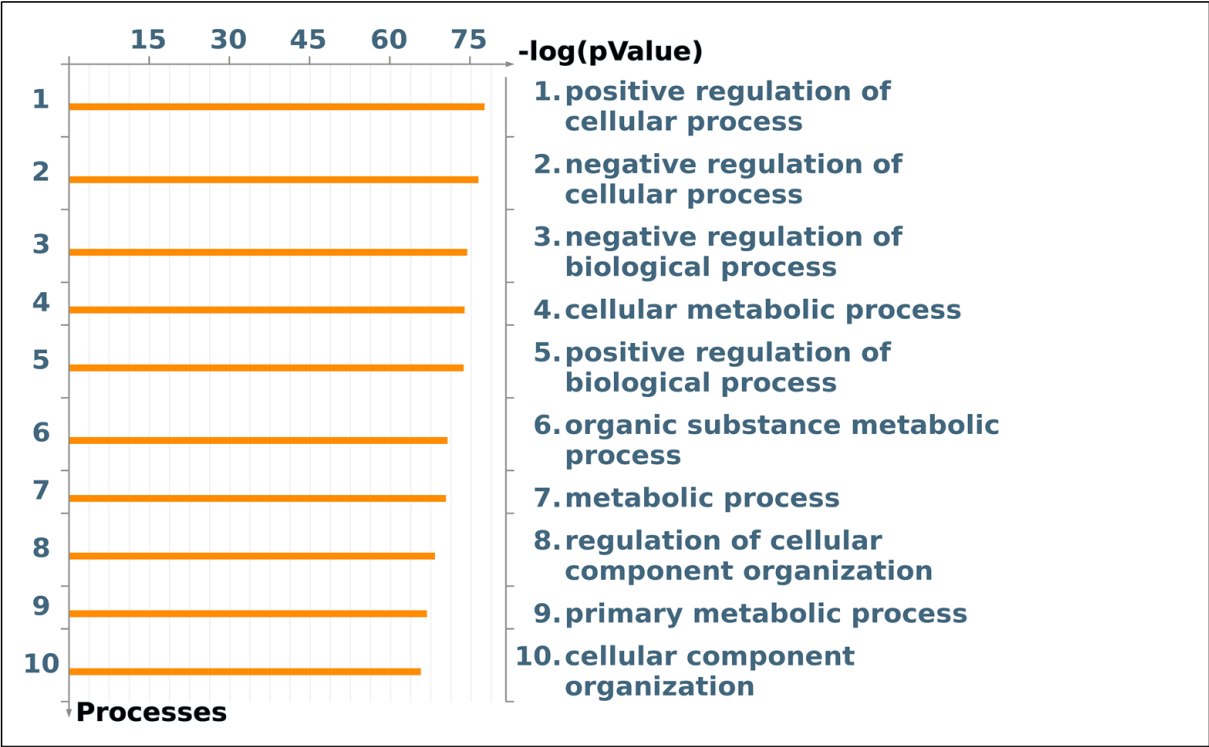 15 30 45 60 75
-log(pValue)
1 1. positive regulation of
cellular process
2 2. negative regulation of
cellular process
3 3. negative regulation of
biological process
4 4. cellular metabolic process
5 5. positive regulation of
biological process
6 6. organic substance metabolic
process
7 7. metabolic process
8 8. regulation of cellular
component organization
9 9. primary metabolic process
10 10. cellular component
organization
Processes